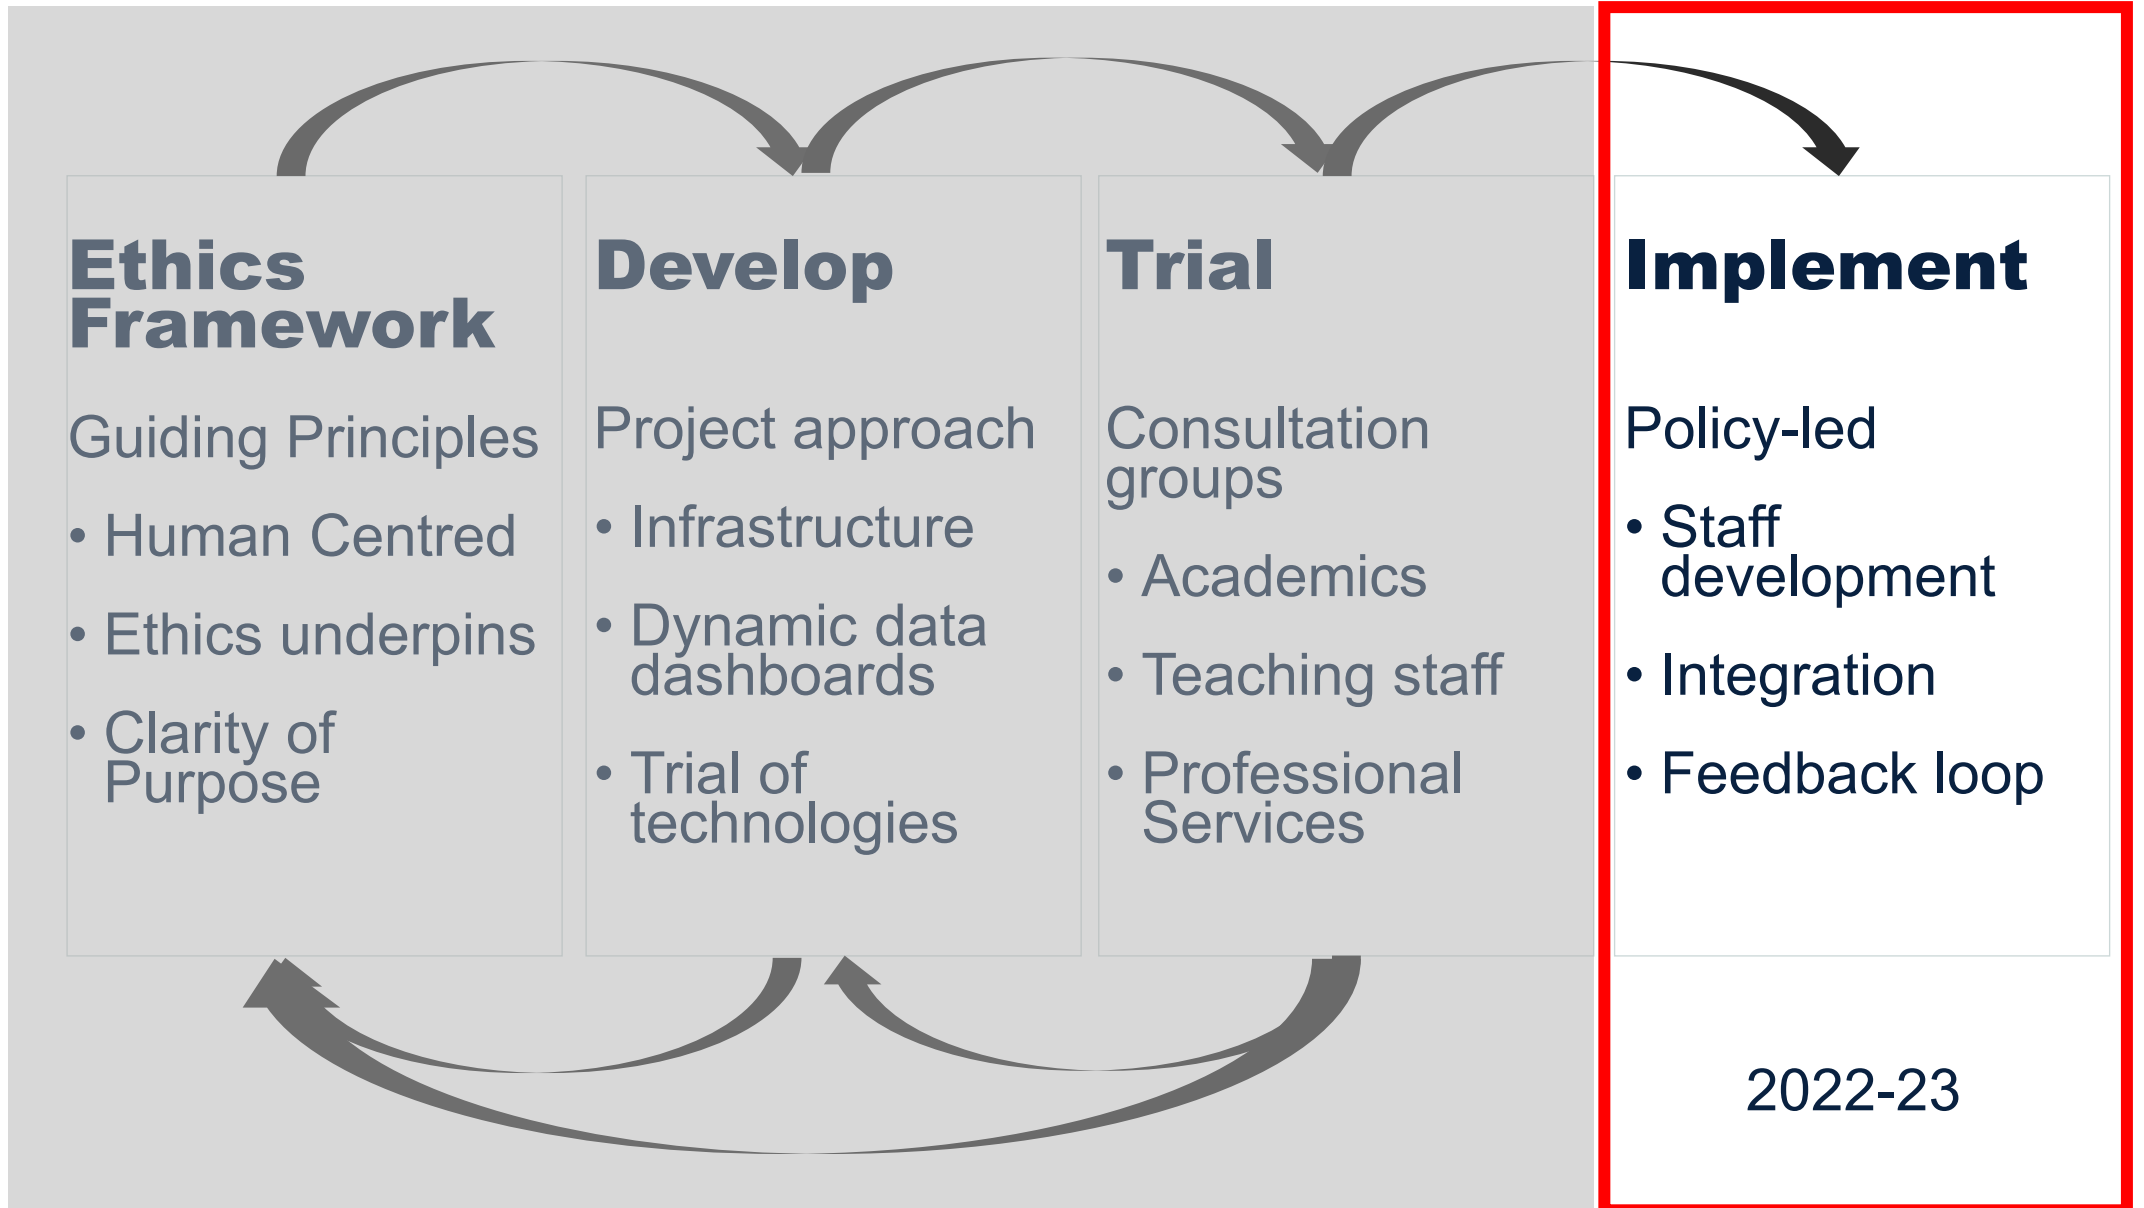 Ethics
Framework
Guiding Principles
• Human Centred
• Ethics underpins
• Clarity of
Purpose
Develop
Project approach
• Infrastructure
• Dynamic data
dashboards
• Trial of
technologies
Trial
Consultation
groups
• Academics
• Teaching staff
• Professional
Services
Implement
Policy-led
• Staff
development
• Integration
• Feedback loop
2022-23